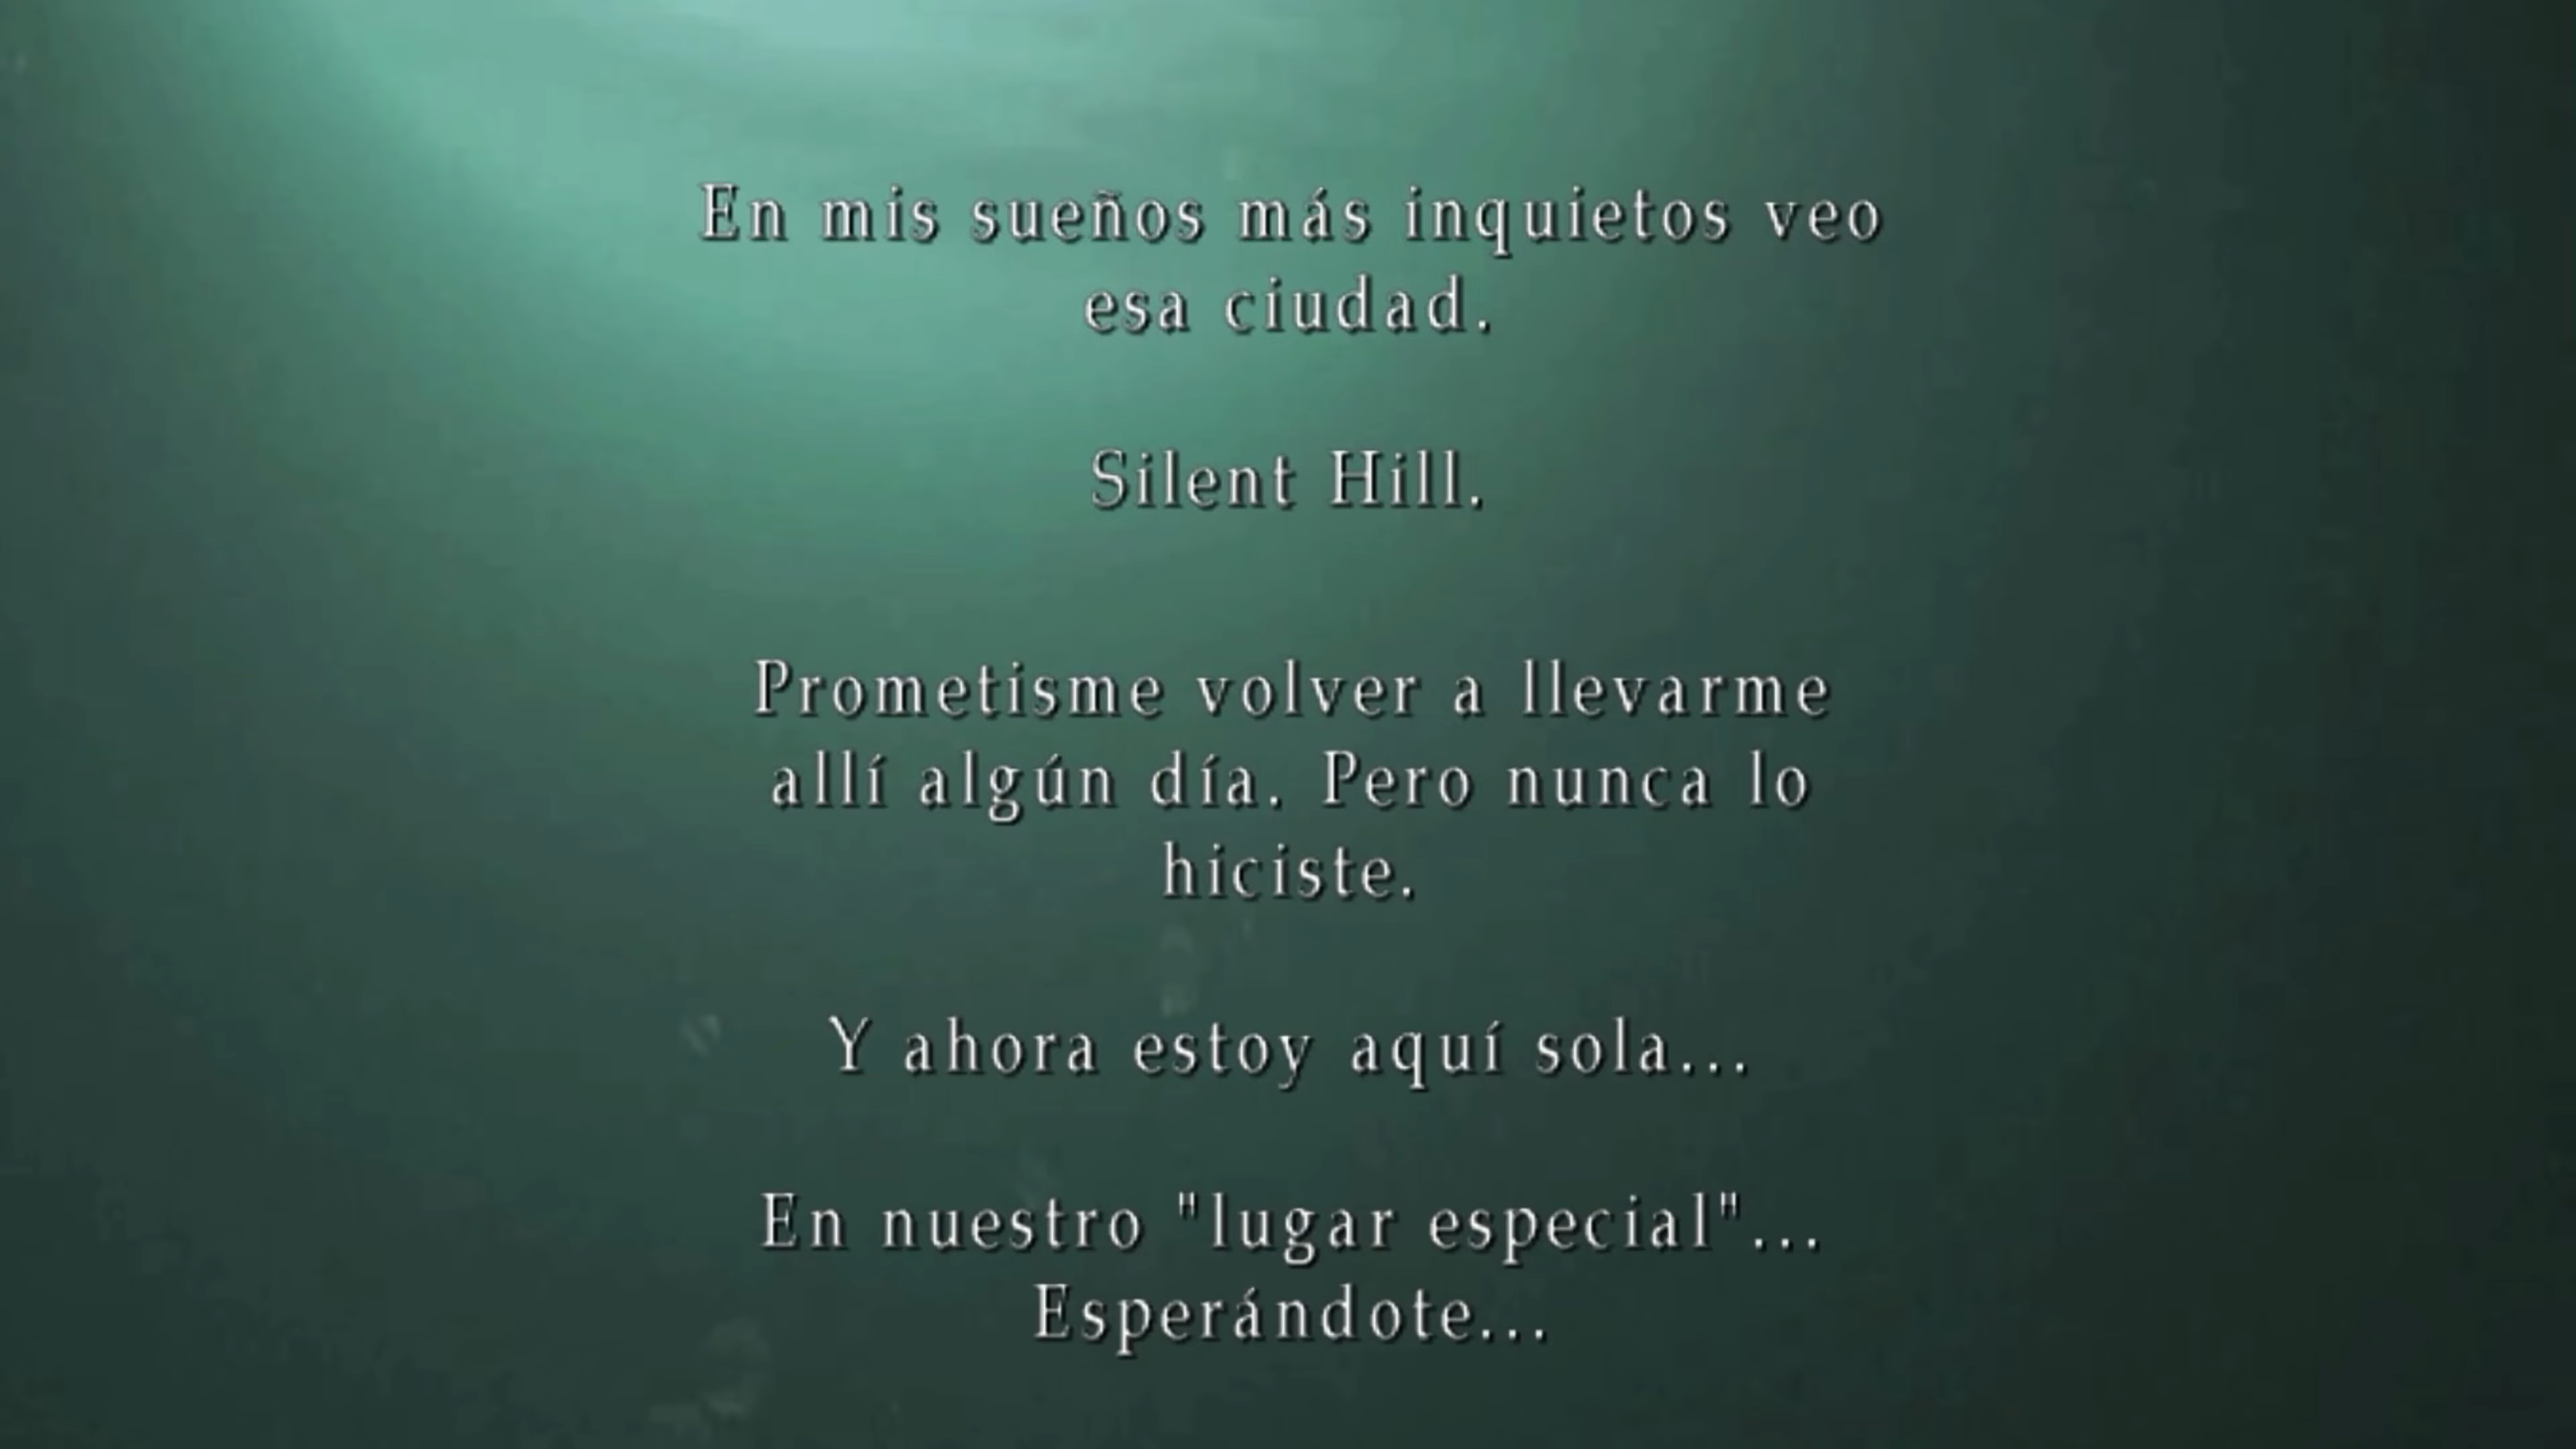 En mis sueños más inquietos veo
esa ciudad.
Silent Hill.
Prometisme volver a llevarme
allí algún día. Pero nunca lo
hiciste.
Y ahora estoy aquí sola...
En nuestro "lugar especial"...
Esperándote...